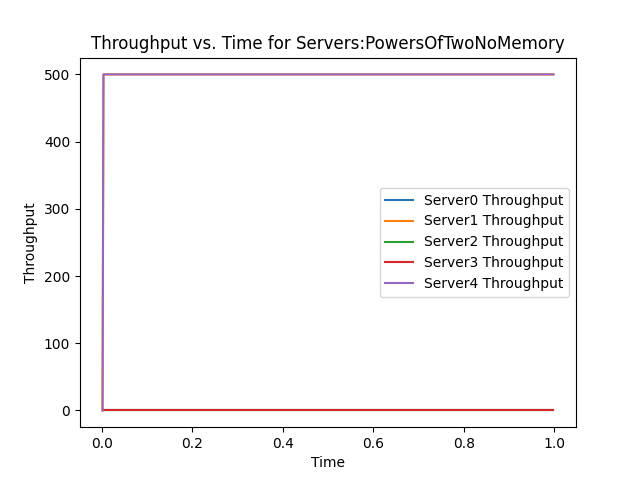 Throughput vs. Time for Servers:PowersOfTwoNoMemory
500
400
300
200
100
0
Throughput
Server0 Throughput
Server1 Throughput
Server2 Throughput
Server3 Throughput
Server4 Throughput
0.0 0.2 0.4 0.6 0.8 1.0
Time